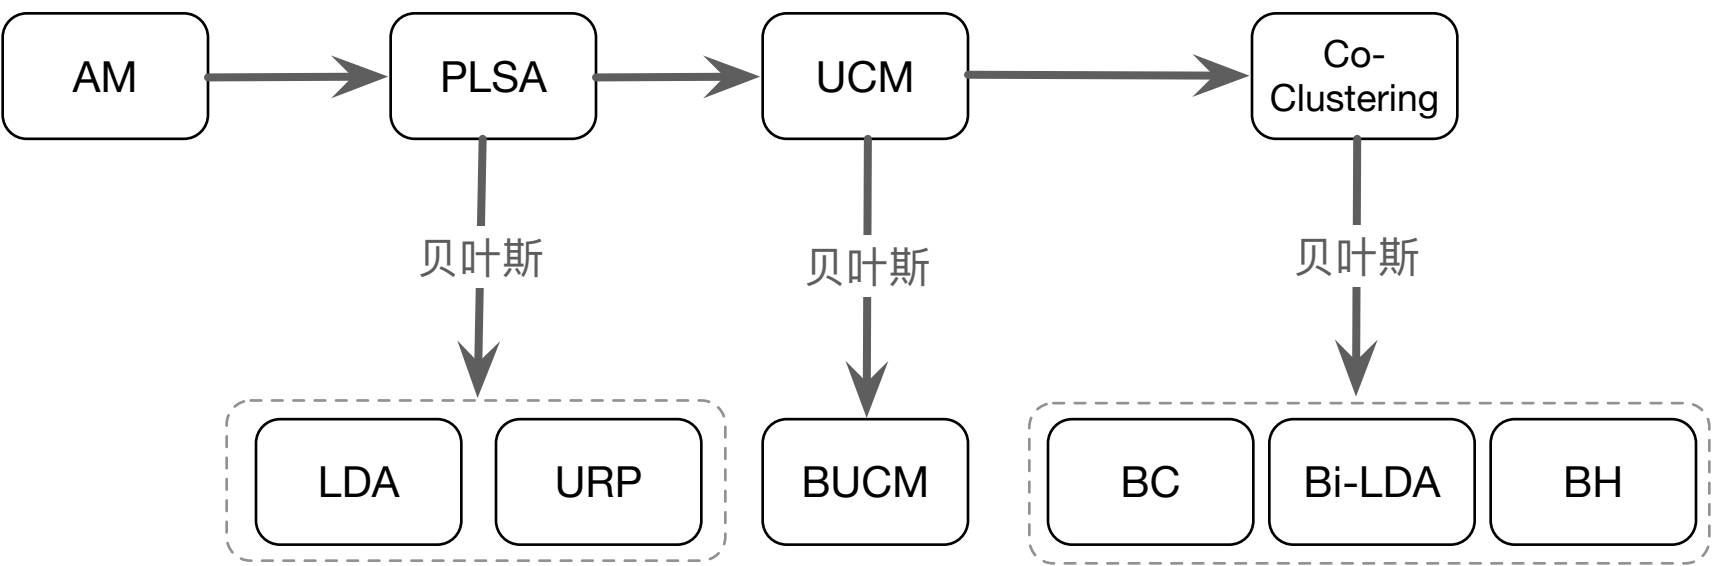 AM
PLSA
UCM
Co-
Clustering
贝叶斯
贝叶斯
贝叶斯
LDA
URP
BUCM
BC
Bi-LDA
BH